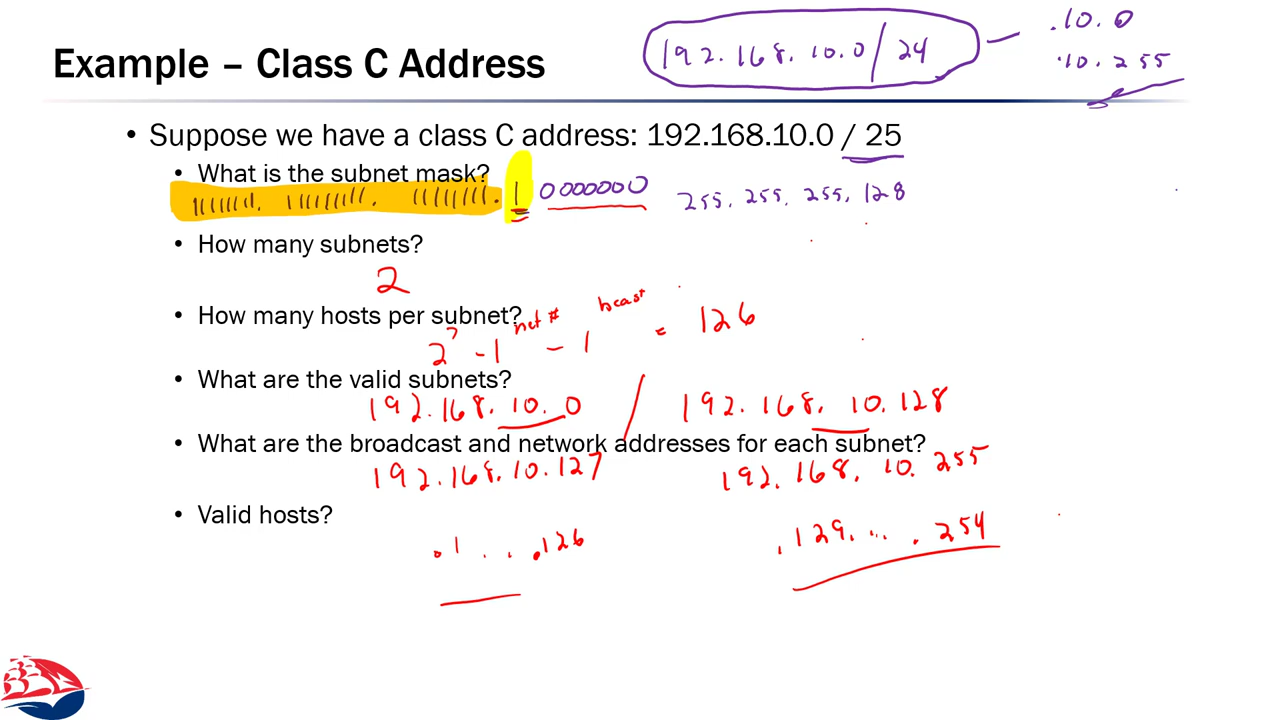 192.168.10.0/24
.10.0
.10.255
Example – Class C Address
• Suppose we have a class C address: 192.168.10.0 / 25
• What is the subnet mask?
11111111. 11111111. 11111111. 1 0000000 255. 255. 255. 128
• How many subnets?
2
• How many hosts per subnet?
2^7 - 1 net # - 1 bcast = 126
• What are the valid subnets?
192.168.10.0 / 192.168.10.128
• What are the broadcast and network addresses for each subnet?
192.168.10.127 192.168.10.255
• Valid hosts?
.1 . . .126 .129. ... .254